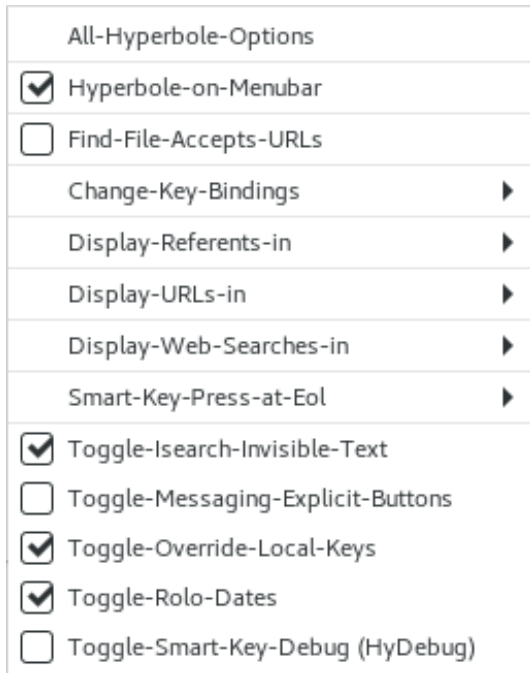 All-Hyperbole-Options
Hyperbole-on-Menubar
Find-File-Accepts-URLs
Change-Key-Bindings
Display-Referents-in
Display-URLs-in
Display-Web-Searches-in
Smart-Key-Press-at-Eol
Toggle-Isearch-Invisible-Text
Toggle-Messaging-Explicit-Buttons
Toggle-Override-Local-Keys
Toggle-Rolo-Dates
Toggle-Smart-Key-Debug (HyDebug)